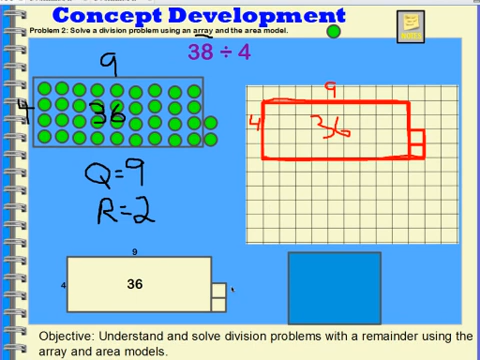 Concept Development
Problem 2: Solve a division problem using an array and the area model.
38 ÷ 4
9
4
36
Q=9
R=2
9
4
36
9
4
36
Objective: Understand and solve division problems with a remainder using the
array and area models.